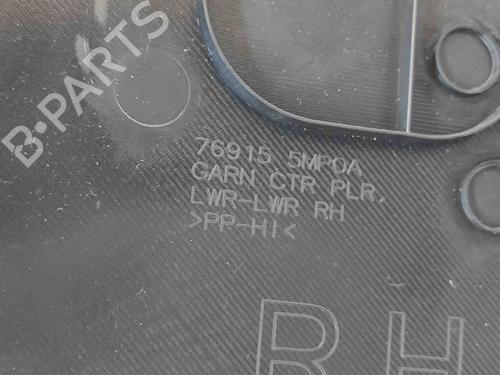 B-PARTS
76915 5MP0A
GARN CTR PLR.
LWR-LWR RH
>PP-HI<
RH